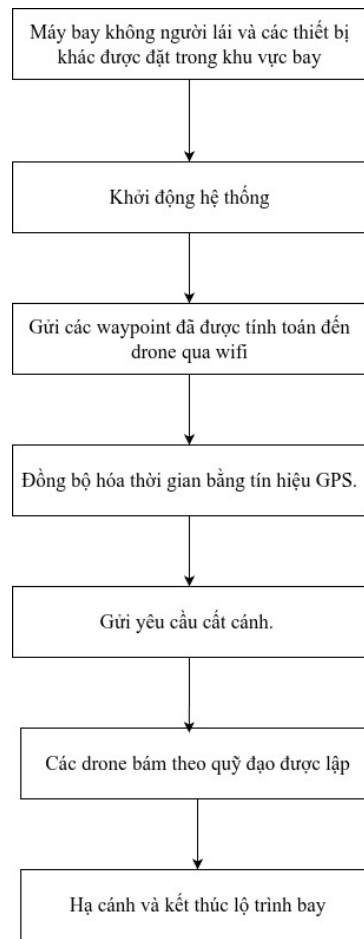 Máy bay không người lái và các thiết bị
khác được đặt trong khu vực bay
Khởi động hệ thống
Gửi các waypoint đã được tính toán đến
drone qua wifi
Đồng bộ hóa thời gian bằng tín hiệu GPS.
Gửi yêu cầu cất cánh.
Các drone bám theo quỹ đạo được lập
Hạ cánh và kết thúc lộ trình bay